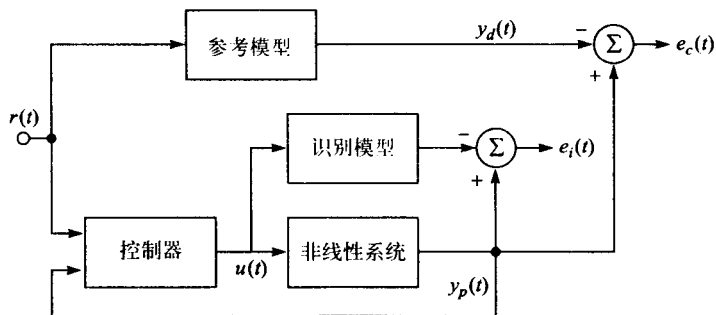 参考模型
y_d(t)
−
Σ
e_c(t)
+
r(t)
识别模型
−
Σ
e_i(t)
+
控制器
u(t)
非线性系统
y_p(t)